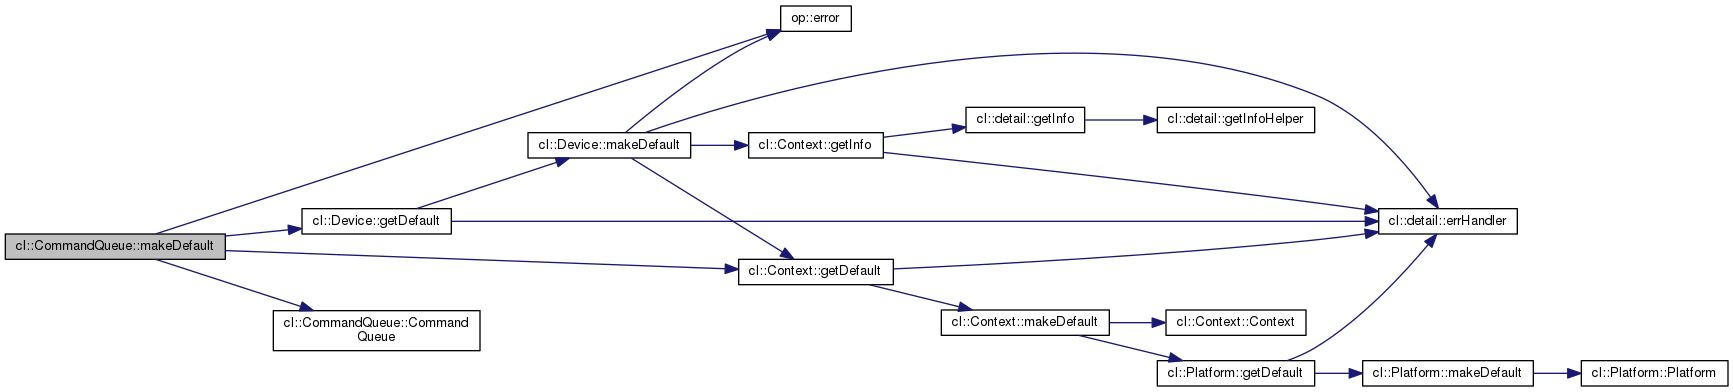 op::error
cl::detail::getInfo
cl::detail::getInfoHelper
cl::Device::makeDefault
cl::Context::getInfo
cl::Device::getDefault
cl::detail::errHandler
cl::CommandQueue::makeDefault
cl::Context::getDefault
cl::CommandQueue::Command
Queue
cl::Context::makeDefault
cl::Context::Context
cl::Platform::getDefault
cl::Platform::makeDefault
cl::Platform::Platform